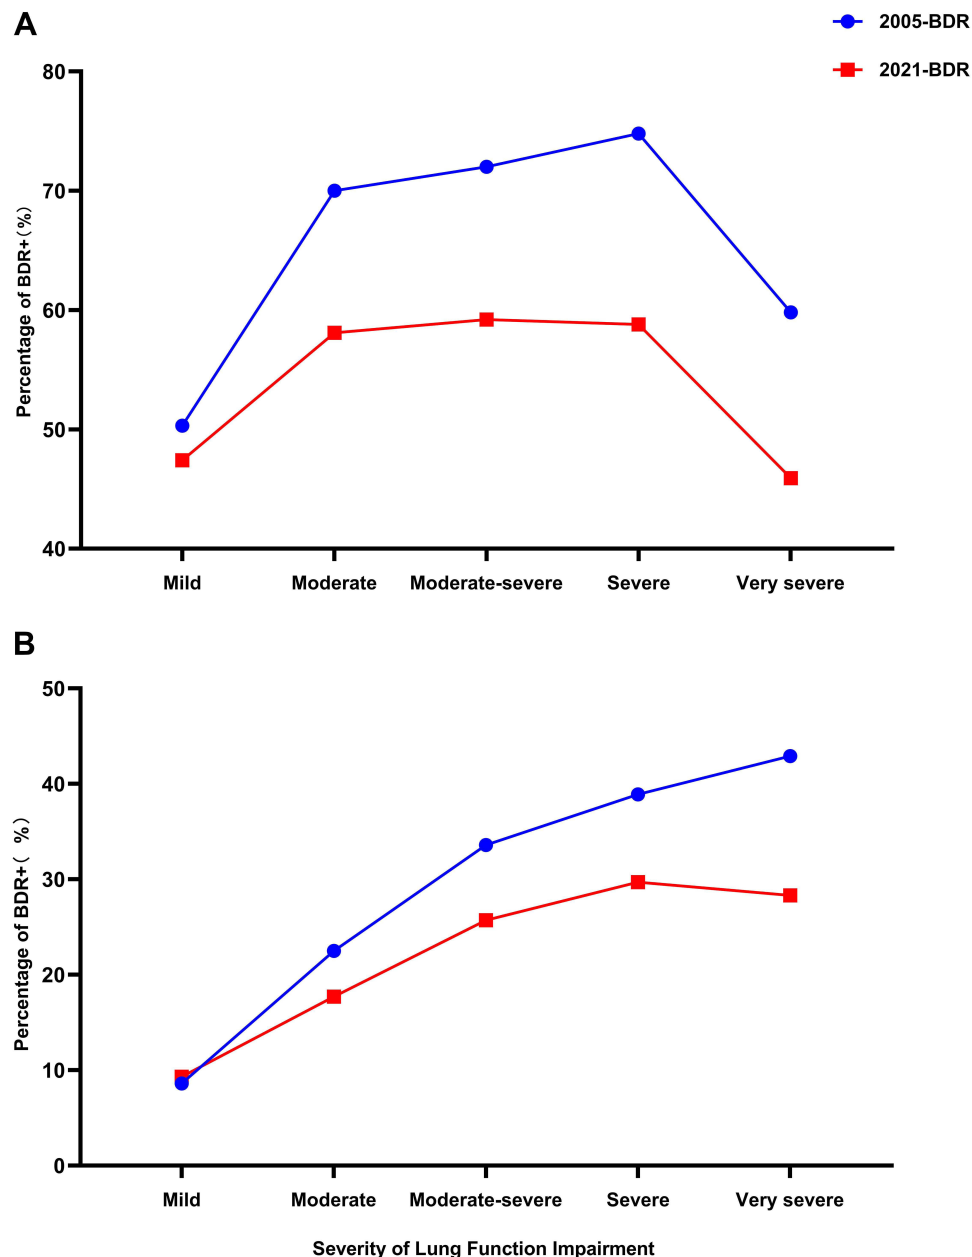 A
2005-BDR
2021-BDR
80
70
60
50
40
Percentage of BDR+(%)
Mild Moderate Moderate-severe Severe Very severe
B
50
40
30
20
10
0
Percentage of BDR+( %)
Mild Moderate Moderate-severe Severe Very severe
Severity of Lung Function Impairment